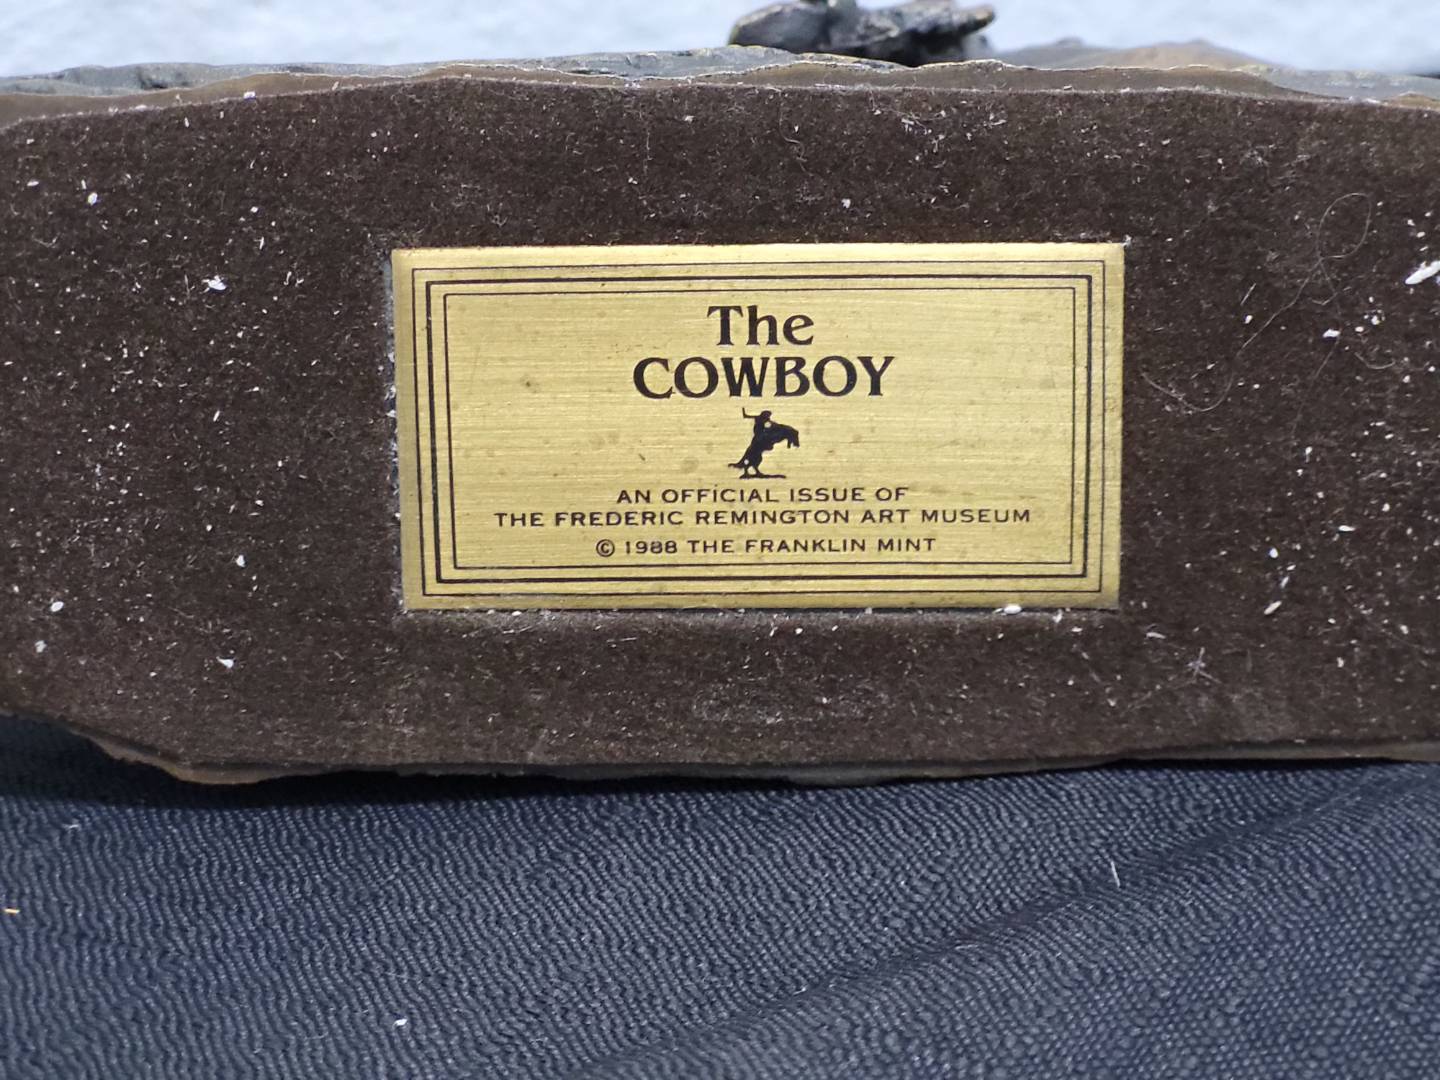 The
COWBOY
AN OFFICIAL ISSUE OF
THE FREDERIC REMINGTON ART MUSEUM
© 1988 THE FRANKLIN MINT